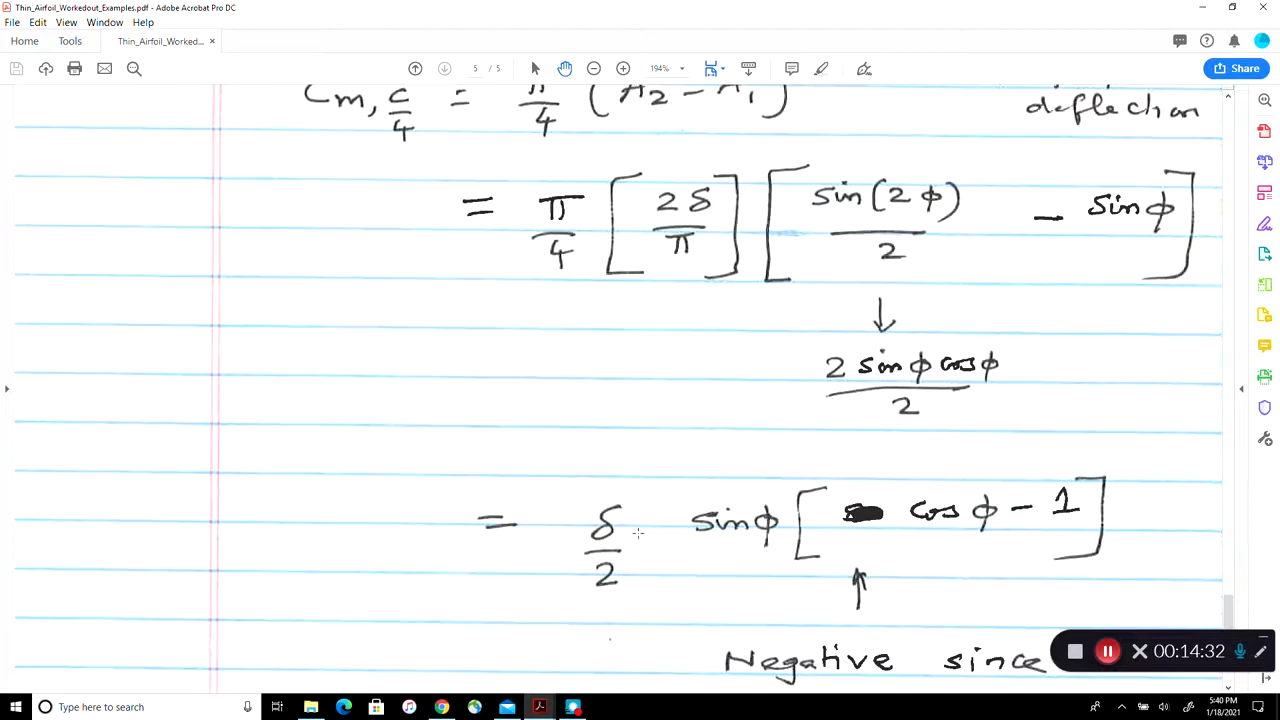 Thin_Airfoil_Workedout_Examples.pdf - Adobe Acrobat Pro DC
File Edit View Window Help
Home Tools Thin_Airfoil_Worked... ×
5 / 5 194% Share
Cm, c/4 = π/4 (A2 - A1) deflection
= π/4 [2δ/π] [sin(2φ)/2 - sinφ]
↓
2 sinφ cosφ/2
= δ/2 sinφ [cosφ - 1]
↑
Negative since
00:14:32
Type here to search
5:40 PM
1/18/2021